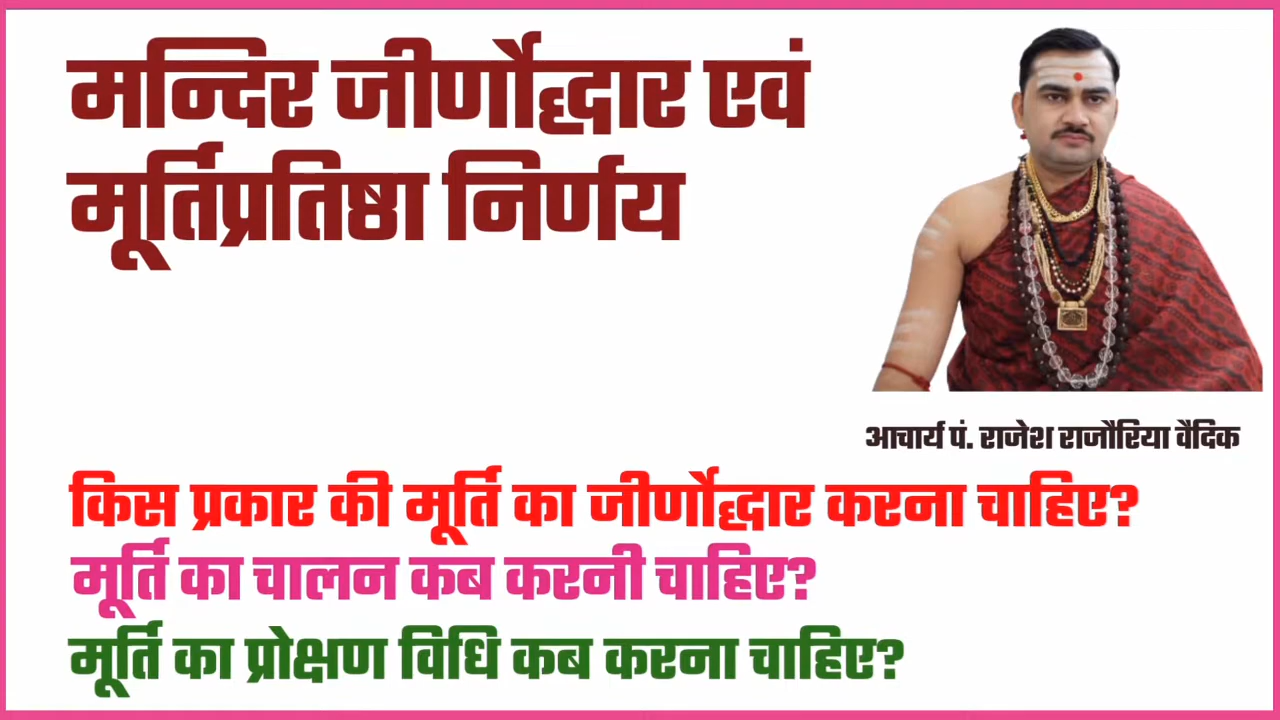 मन्दिर जीर्णोद्धार एवं
मूर्तिप्रतिष्ठा निर्णय
आचार्य पं. राजेश राजौरिया वैदिक
किस प्रकार की मूर्ति का जीर्णोद्धार करना चाहिए?
मूर्ति का चालन कब करनी चाहिए?
मूर्ति का प्रोक्षण विधि कब करना चाहिए?